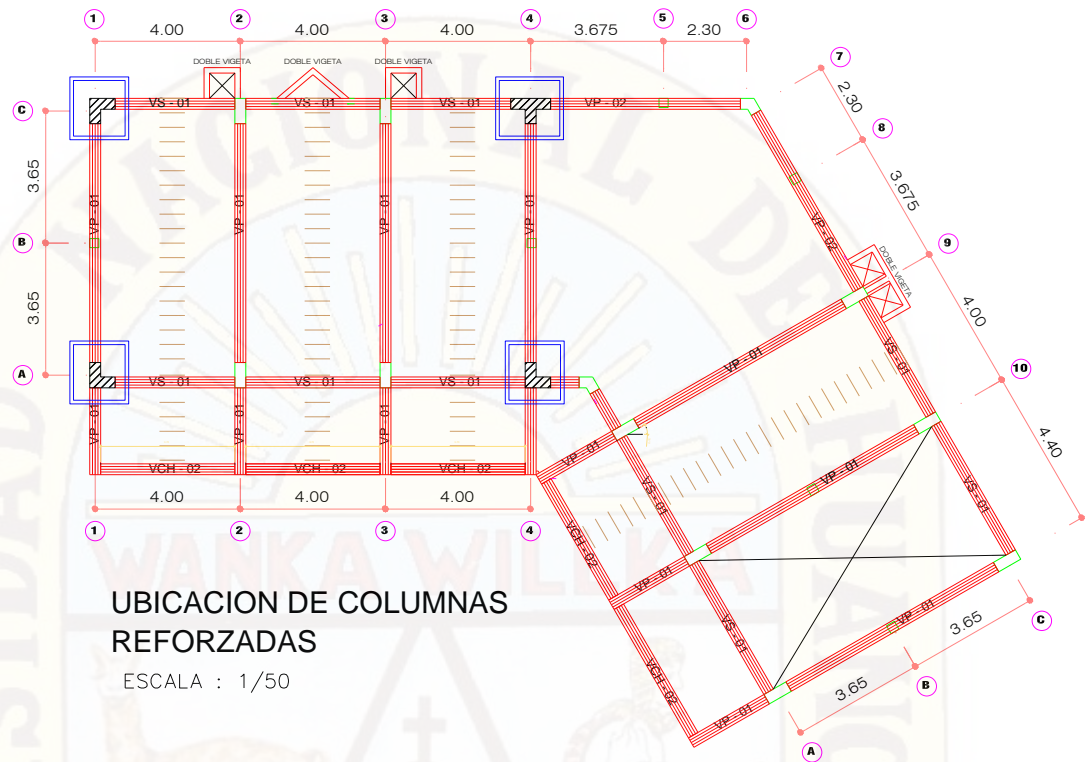 1 2 3 4 5 6
4.00 4.00 4.00 3.675 2.30
DOBLE VIGETA DOBLE VIGETA DOBLE VIGETA
7
2.30
8
3.675
9
DOBLE VIGETA
4.00
10
4.40
C
3.65
B
3.65
A
VS - 01 VS - 01 VS - 01 VP - 02
VP - 01 VP - 01 VP - 01 VP - 01
VP - 02
VS - 01 VS - 01 VS - 01
VP - 01 VP - 01 VP - 01
VCH - 02 VCH - 02 VCH - 02
4.00 4.00 4.00
1 2 3 4
VP - 01
VS - 01
VP - 01
VS - 01
VP - 01
VCH - 02
VP - 01
VS - 01
VS - 01
VCH - 02
VP - 01
VP - 01
3.65
3.65
A
B
C
UBICACION DE COLUMNAS
REFORZADAS
ESCALA : 1/50
NACIONAL DE
WANKA WILLKA